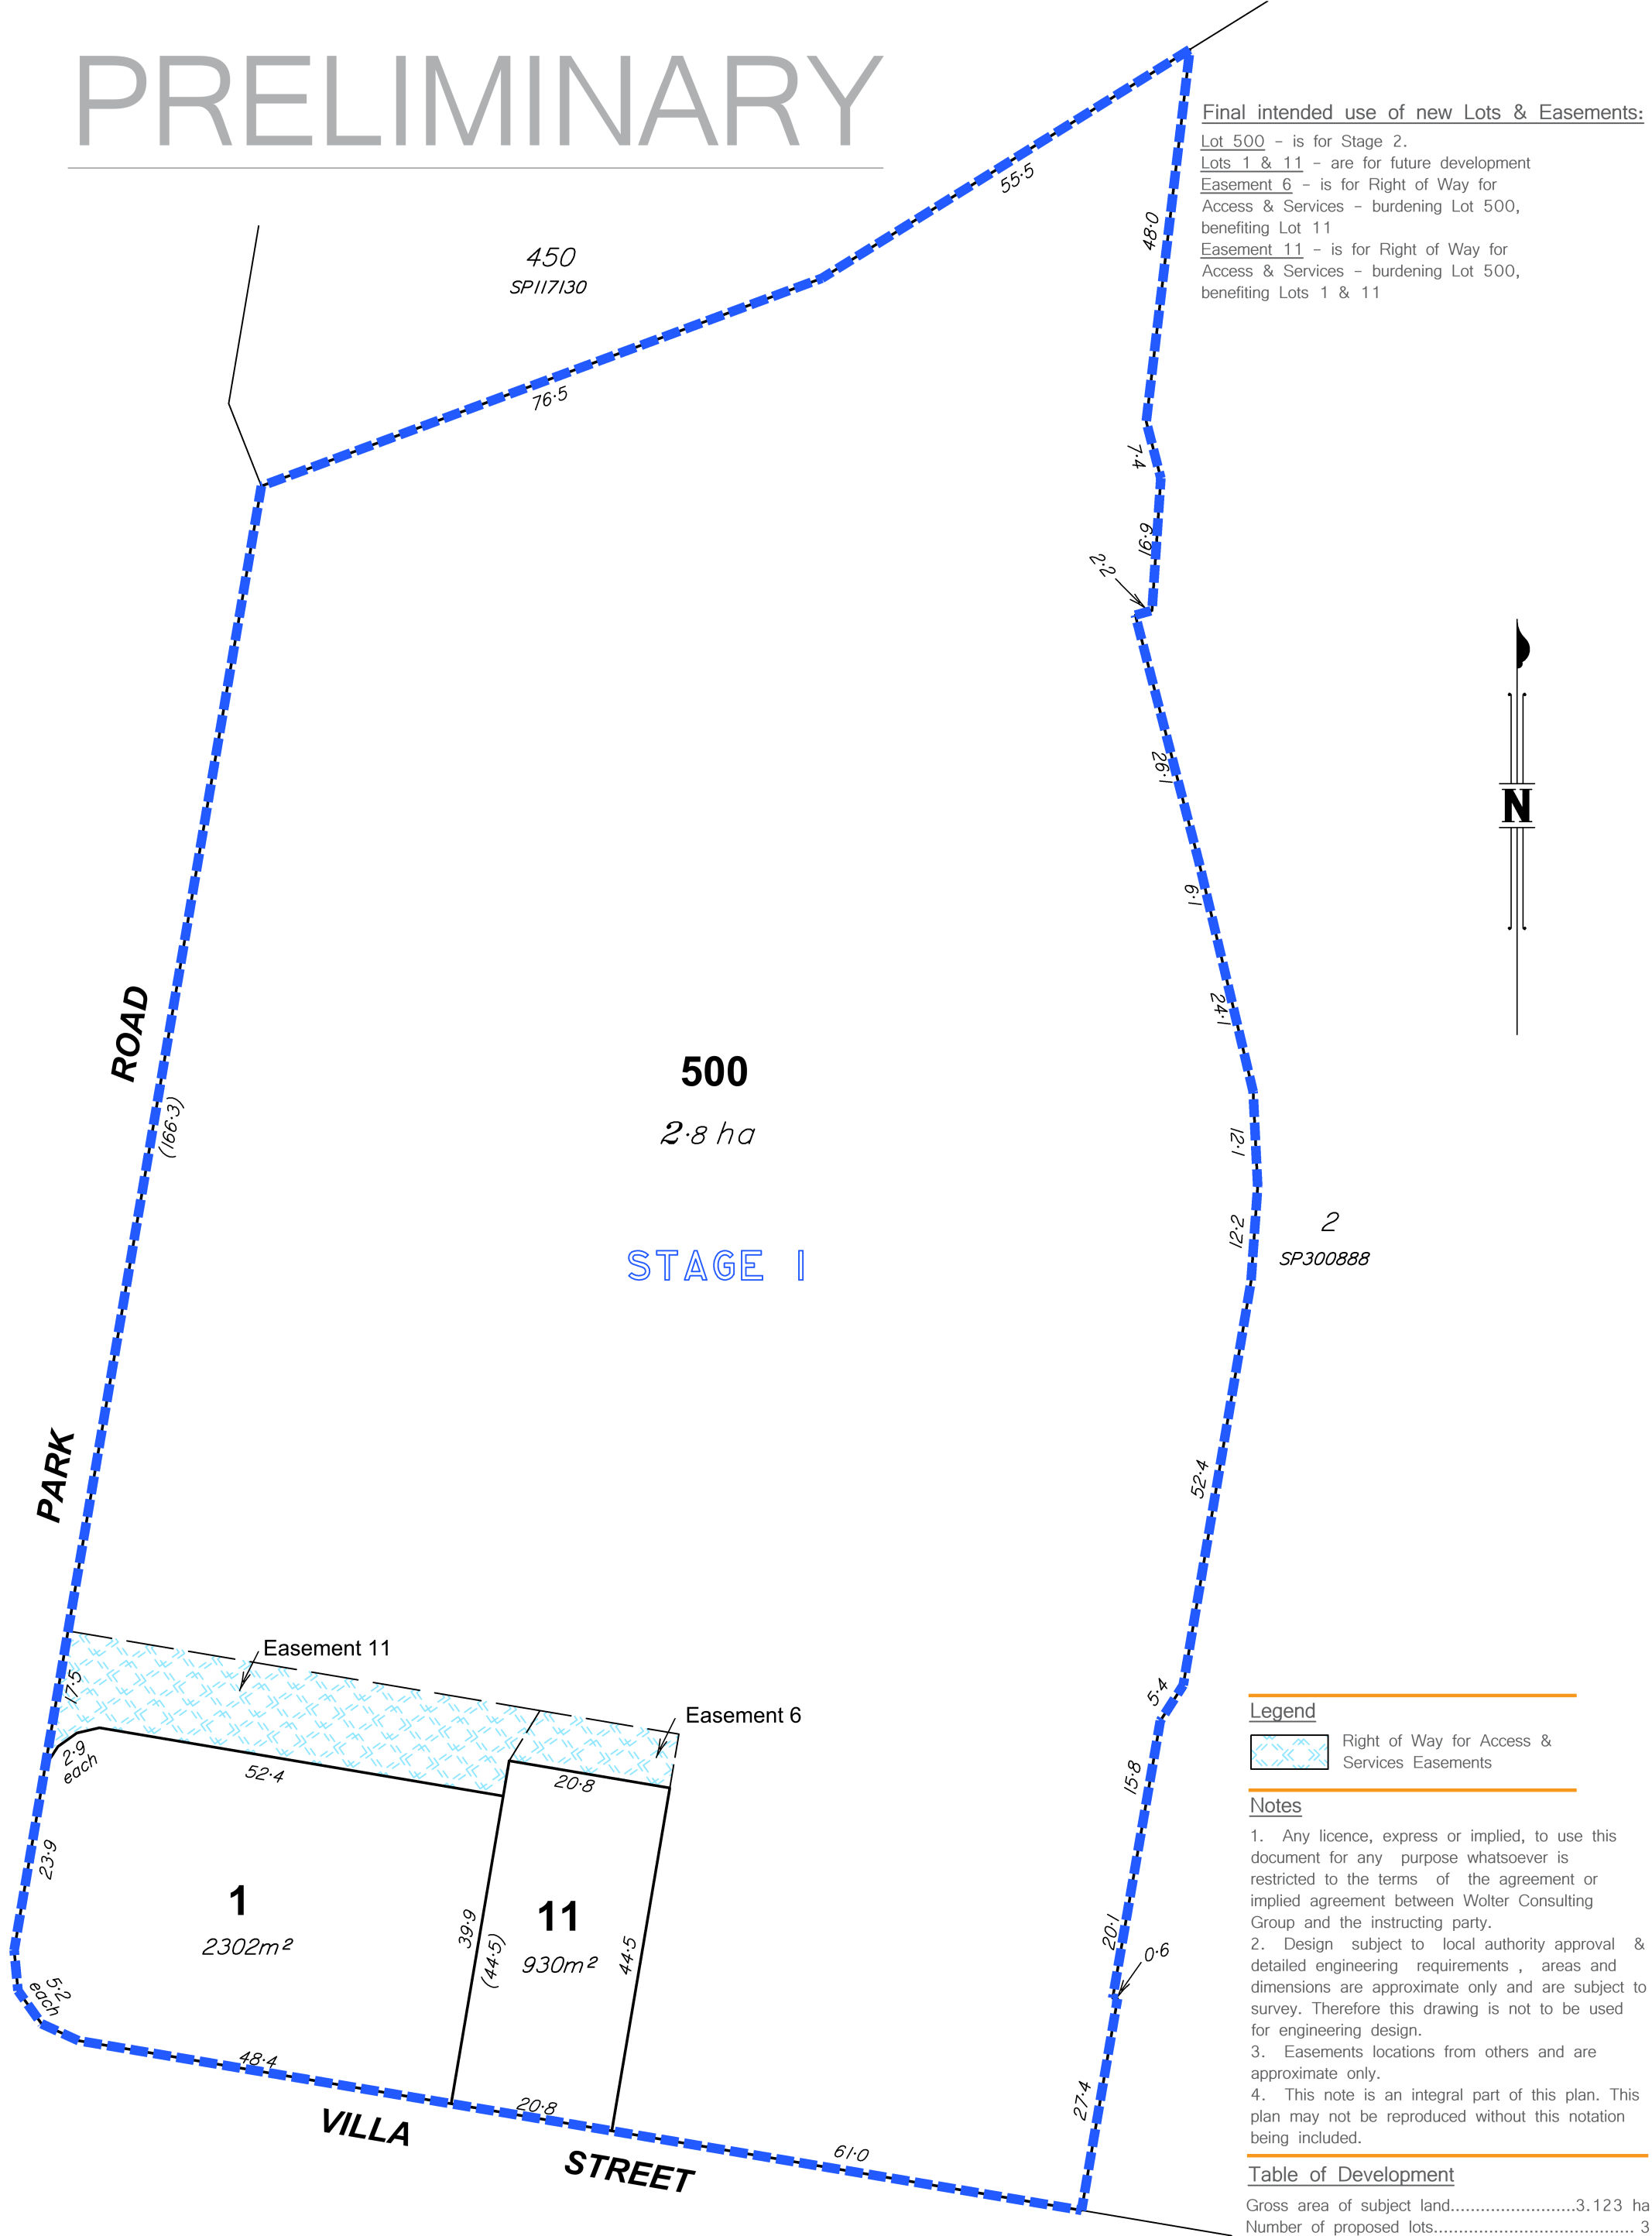 PRELIMINARY
Final intended use of new Lots & Easements:
Lot 500 - is for Stage 2.
Lots 1 & 11 - are for future development
Easement 6 - is for Right of Way for
Access & Services - burdening Lot 500,
benefiting Lot 11
Easement 11 - is for Right of Way for
Access & Services - burdening Lot 500,
benefiting Lots 1 & 11
450
SP117130
55·5
48·0
76·5
7·4
16·9
2·2
26·1
N
6·1
ROAD
24·1
500
(166·3)
2·8 ha
12·1
2
12·2
SP300888
STAGE 1
PARK
52·4
Easement 11
17·5
5·4
Easement 6
2·9
each
52·4
20·8
15·8
23·9
1
2302m²
39·9
(44·5)
11
930m²
44·5
20·1
0·6
5·2
each
48·4
20·8
27·4
VILLA
STREET
61·0
Legend
Right of Way for Access &
Services Easements
Notes
1. Any licence, express or implied, to use this
document for any purpose whatsoever is
restricted to the terms of the agreement or
implied agreement between Wolter Consulting
Group and the instructing party.
2. Design subject to local authority approval &
detailed engineering requirements , areas and
dimensions are approximate only and are subject to
survey. Therefore this drawing is not to be used
for engineering design.
3. Easements locations from others and are
approximate only.
4. This note is an integral part of this plan. This
plan may not be reproduced without this notation
being included.
Table of Development
Gross area of subject land.........................3.123 ha
Number of proposed lots........................................ 3